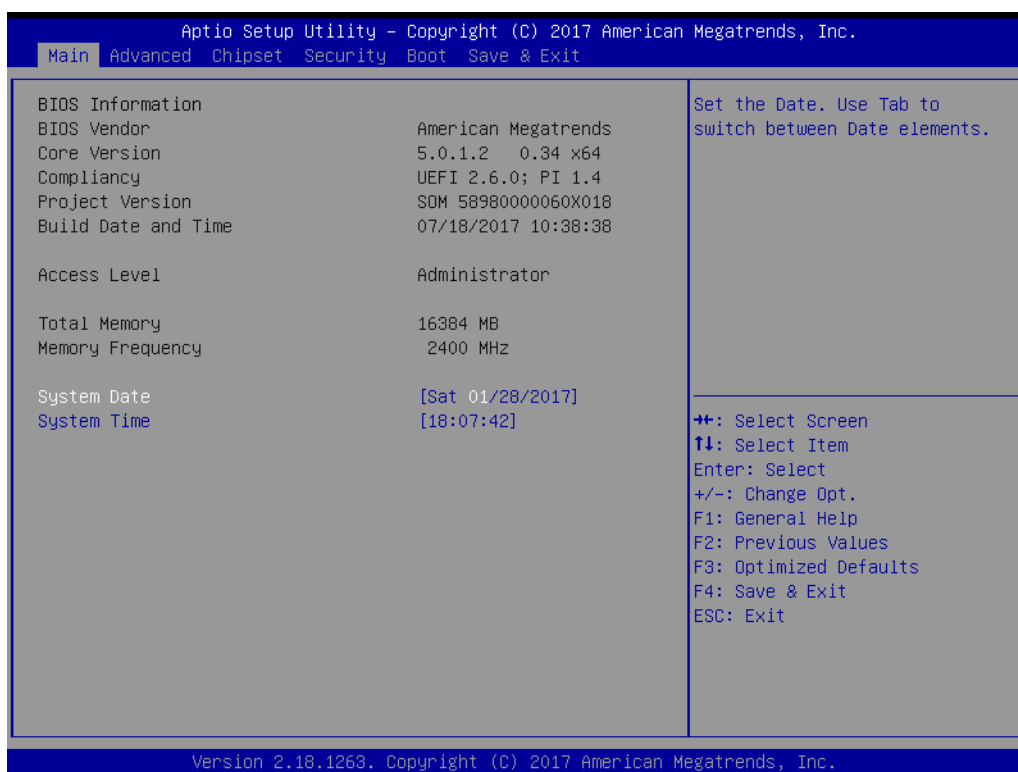 Aptio Setup Utility – Copyright (C) 2017 American Megatrends, Inc.
Main Advanced Chipset Security Boot Save & Exit
BIOS Information
BIOS Vendor American Megatrends
Core Version 5.0.1.2 0.34 x64
Compliancy UEFI 2.6.0; PI 1.4
Project Version SOM 58980000060X018
Build Date and Time 07/18/2017 10:38:38
Access Level Administrator
Total Memory 16384 MB
Memory Frequency 2400 MHz
System Date [Sat 01/28/2017]
System Time [18:07:42]
Set the Date. Use Tab to
switch between Date elements.
→←: Select Screen
↑↓: Select Item
Enter: Select
+/-: Change Opt.
F1: General Help
F2: Previous Values
F3: Optimized Defaults
F4: Save & Exit
ESC: Exit
Version 2.18.1263. Copyright (C) 2017 American Megatrends, Inc.